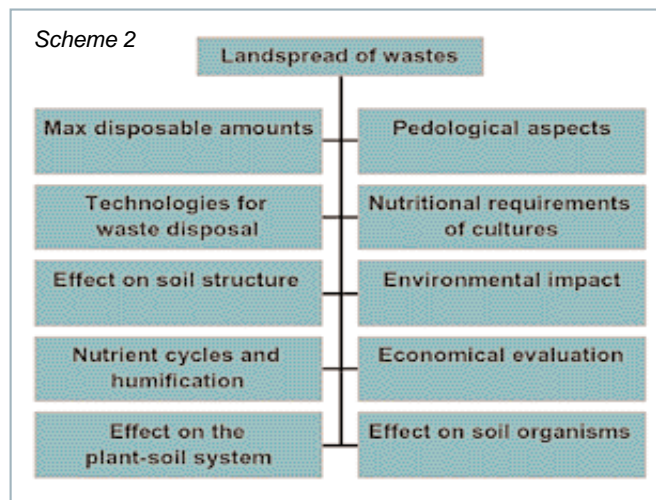 Scheme 2
Landspread of wastes
Max disposable amounts
Pedological aspects
Technologies for
waste disposal
Nutritional requirements
of cultures
Effect on soil structure
Environmental impact
Nutrient cycles and
humification
Economical evaluation
Effect on the
plant-soil system
Effect on soil organisms